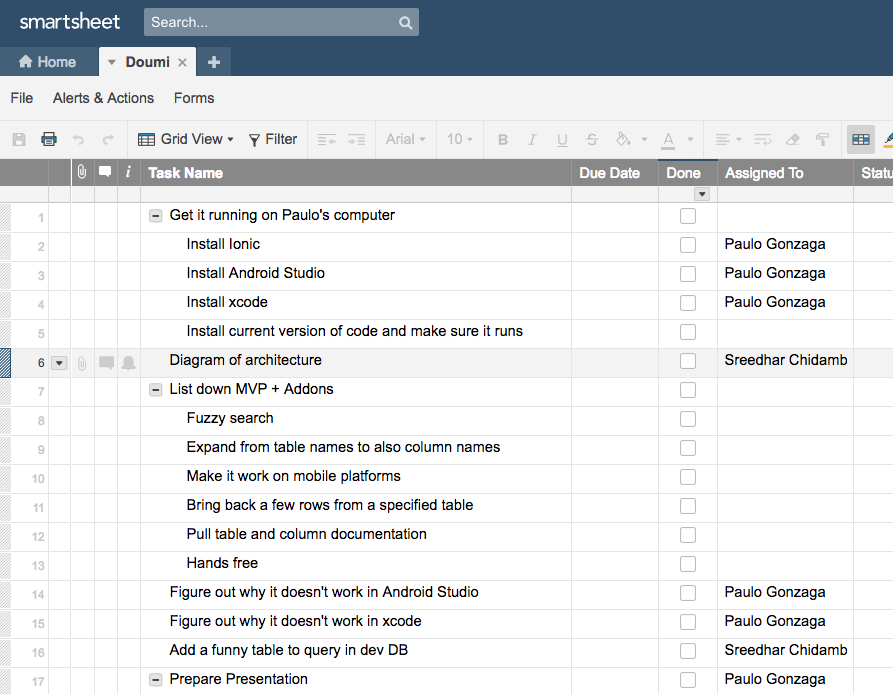 smartsheet Search...
Home Doumi
File Alerts & Actions Forms
Grid View Filter Arial 10 B I U S A
i Task Name Due Date Done Assigned To Statu
1 Get it running on Paulo's computer
2 Install Ionic Paulo Gonzaga
3 Install Android Studio Paulo Gonzaga
4 Install xcode Paulo Gonzaga
5 Install current version of code and make sure it runs
6 Diagram of architecture Sreedhar Chidamb
7 List down MVP + Addons
8 Fuzzy search
9 Expand from table names to also column names
10 Make it work on mobile platforms
11 Bring back a few rows from a specified table
12 Pull table and column documentation
13 Hands free
14 Figure out why it doesn't work in Android Studio Paulo Gonzaga
15 Figure out why it doesn't work in xcode Paulo Gonzaga
16 Add a funny table to query in dev DB Sreedhar Chidamb
17 Prepare Presentation Paulo Gonzaga